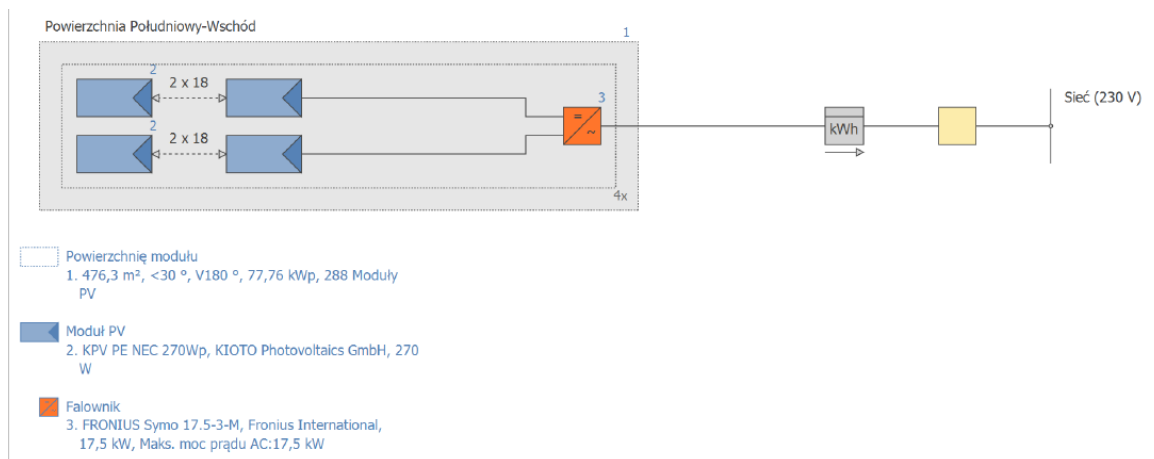 Powierzchnia Południowy-Wschód
1
2
2 x 18
3
=
~
2
2 x 18
4x
kWh
Sieć (230 V)
Powierzchnię modułu
1. 476,3 m², <30 °, V180 °, 77,76 kWp, 288 Moduły
PV
Moduł PV
2. KPV PE NEC 270Wp, KIOTO Photovoltaics GmbH, 270
W
Falownik
3. FRONIUS Symo 17.5-3-M, Fronius International,
17,5 kW, Maks. moc prądu AC:17,5 kW